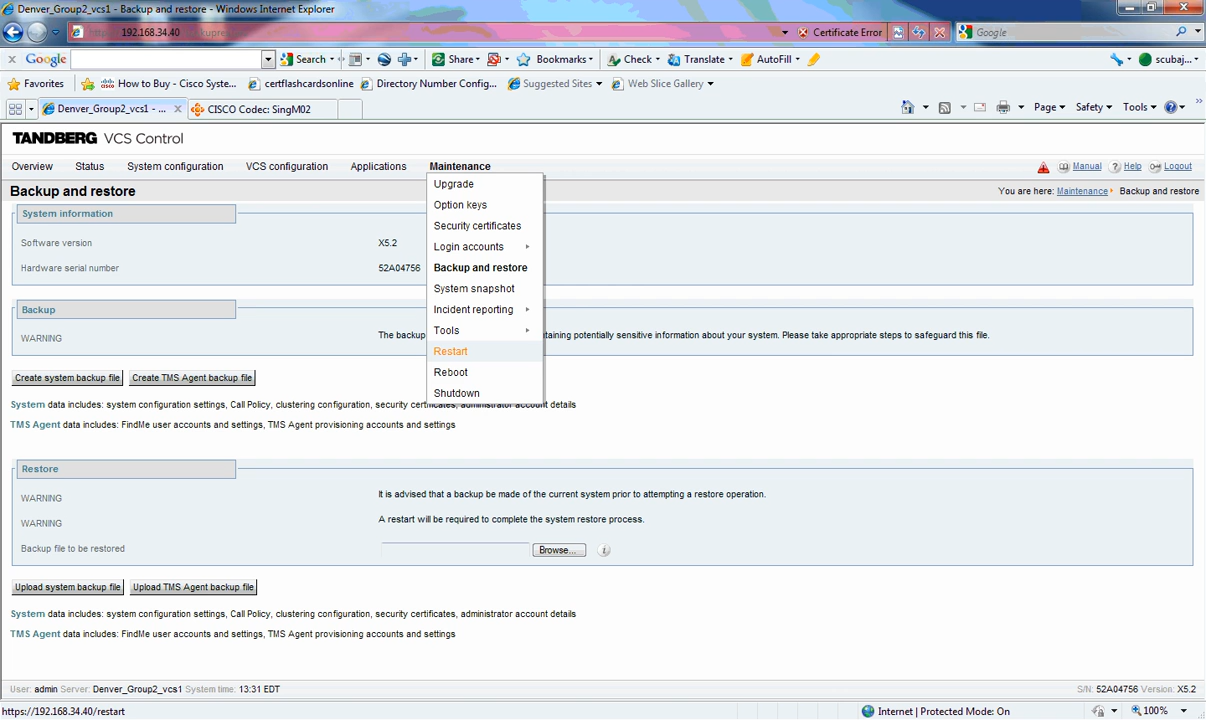 Denver_Group2_vcs1 - Backup and restore - Windows Internet Explorer
192.168.34.40
Certificate Error
Google
Google
Search
Share
Bookmarks
Check
Translate
AutoFill
scubaj...
Favorites
How to Buy - Cisco Syste...
certflashcardsonline
Directory Number Config...
Suggested Sites
Web Slice Gallery
Denver_Group2_vcs1 - ...
CISCO Codec: SingM02
Page
Safety
Tools
TANDBERG VCS Control
Overview Status System configuration VCS configuration Applications Maintenance
Manual Help Logout
Backup and restore
You are here: Maintenance Backup and restore
Upgrade
Option keys
Security certificates
Login accounts
Backup and restore
System snapshot
Incident reporting
Tools
Restart
Reboot
Shutdown
System information
Software version X5.2
Hardware serial number 52A04756
Backup
WARNING The backup
potentially sensitive information about your system. Please take appropriate steps to safeguard this file.
Create system backup file Create TMS Agent backup file
System data includes: system configuration settings, Call Policy, clustering configuration, security certificates, administrator account details
TMS Agent data includes: FindMe user accounts and settings, TMS Agent provisioning accounts and settings
Restore
WARNING It is advised that a backup be made of the current system prior to attempting a restore operation.
WARNING A restart will be required to complete the system restore process.
Backup file to be restored Browse...
Upload system backup file Upload TMS Agent backup file
System data includes: system configuration settings, Call Policy, clustering configuration, security certificates, administrator account details
TMS Agent data includes: FindMe user accounts and settings, TMS Agent provisioning accounts and settings
User: admin Server: Denver_Group2_vcs1 System time: 13:31 EDT
S/N: 52A04756 Version: X5.2
https://192.168.34.40/restart
Internet | Protected Mode: On
100%